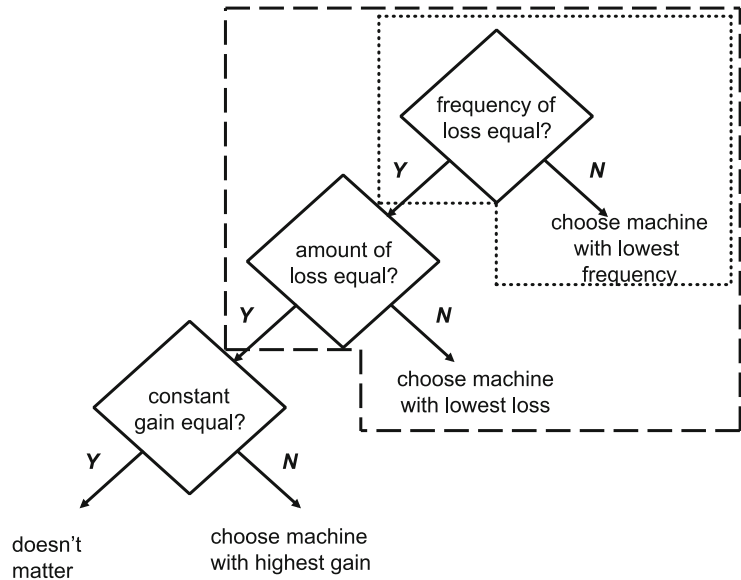 frequency of
loss equal?
Y
N
choose machine
with lowest
frequency
amount of
loss equal?
Y
N
choose machine
with lowest loss
constant
gain equal?
Y
N
doesn't
matter
choose machine
with highest gain